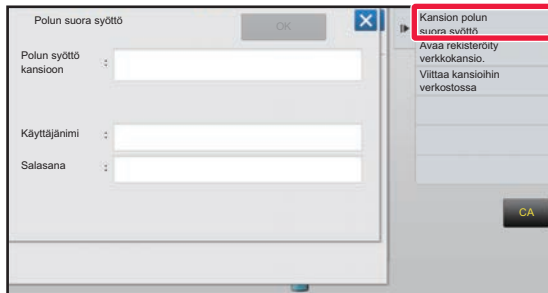 Polun suora syöttö
OK
Polun syöttö
kansioon
:
Käyttäjänimi :
Salasana :
Kansion polun
suora syöttö
Avaa rekisteröity
verkkokansio.
Viittaa kansioihin
verkostossa
CA